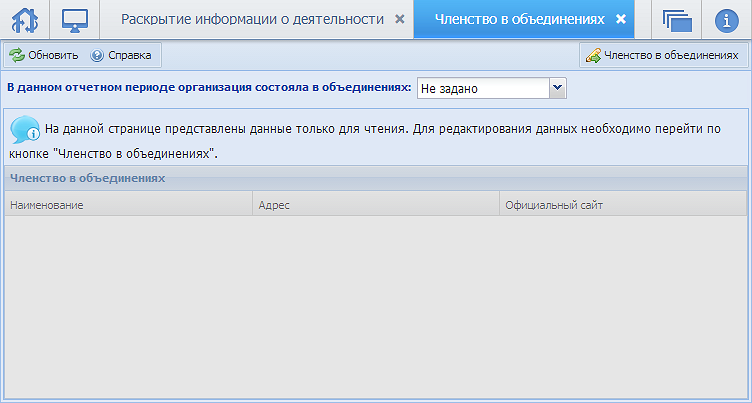 Раскрытие информации о деятельности
Членство в объединениях
Обновить
Справка
Членство в объединениях
В данном отчетном периоде организация состояла в объединениях:
Не задано
На данной странице представлены данные только для чтения. Для редактирования данных необходимо перейти по
кнопке "Членство в объединениях".
Членство в объединениях
Наименование
Адрес
Официальный сайт